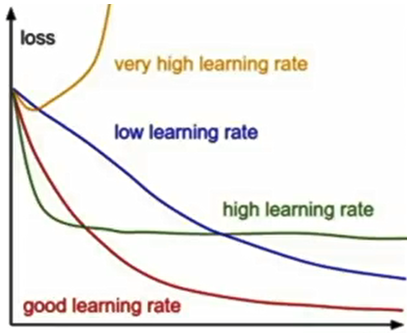 loss
very high learning rate
low learning rate
high learning rate
good learning rate